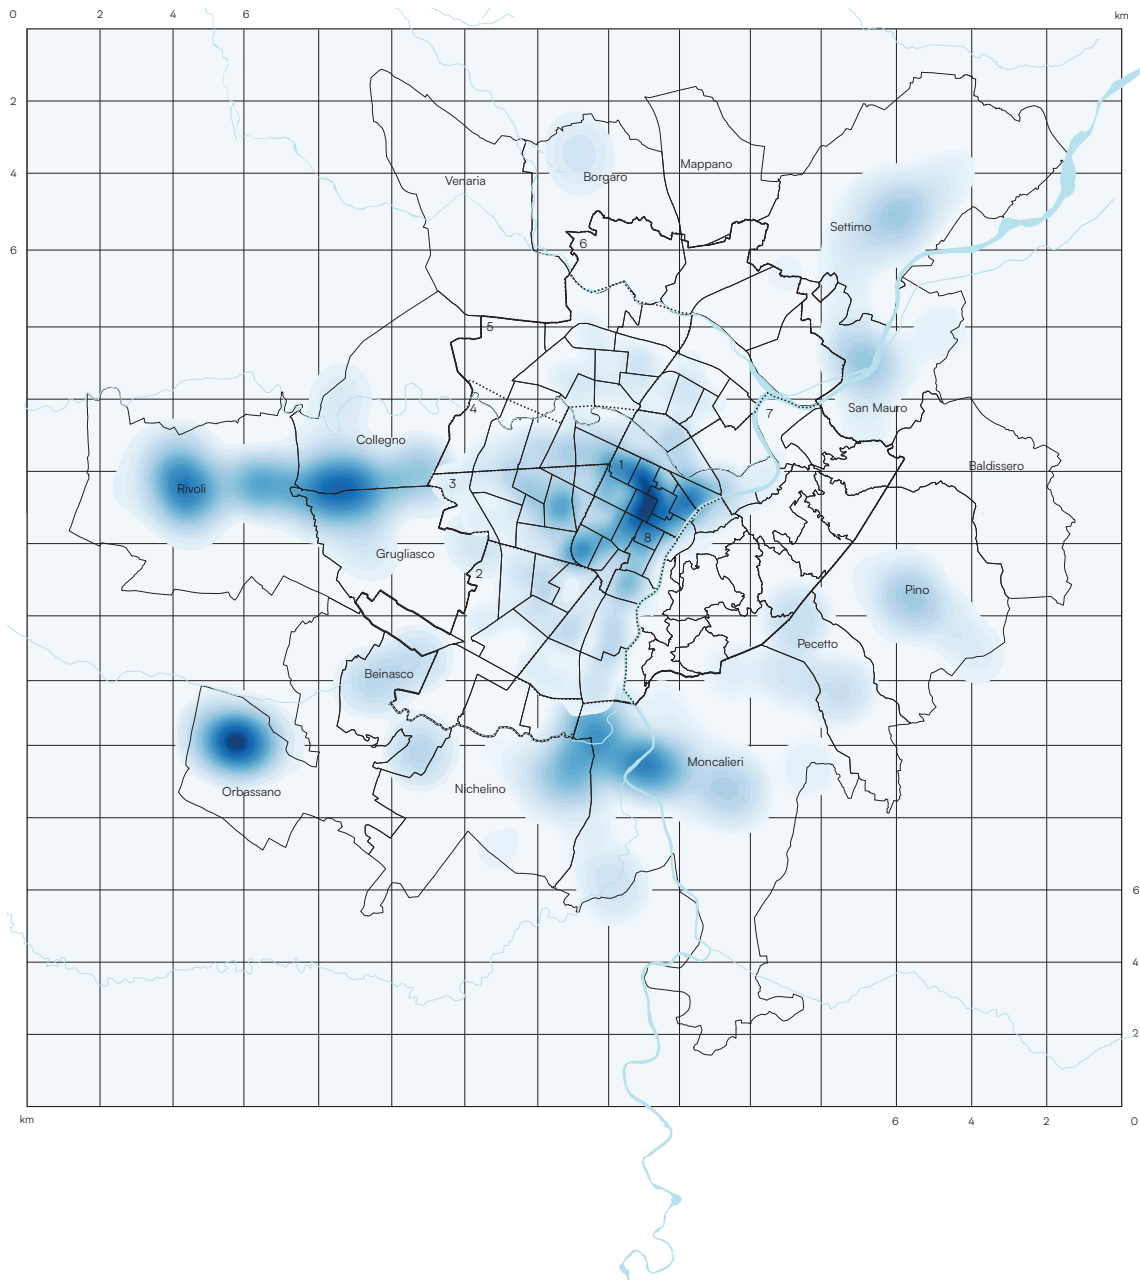 0 2 4 6 km
2
Mappano
Venaria Borgaro
4
Settimo
6
6
5
4 San Mauro
7
Collegno
1 Baldissero
Rivoli 3
8
Grugliasco
2 Pino
Pecetto
Beinasco
Moncalieri
Orbassano Nichelino
6
4
2
km 6 4 2 0